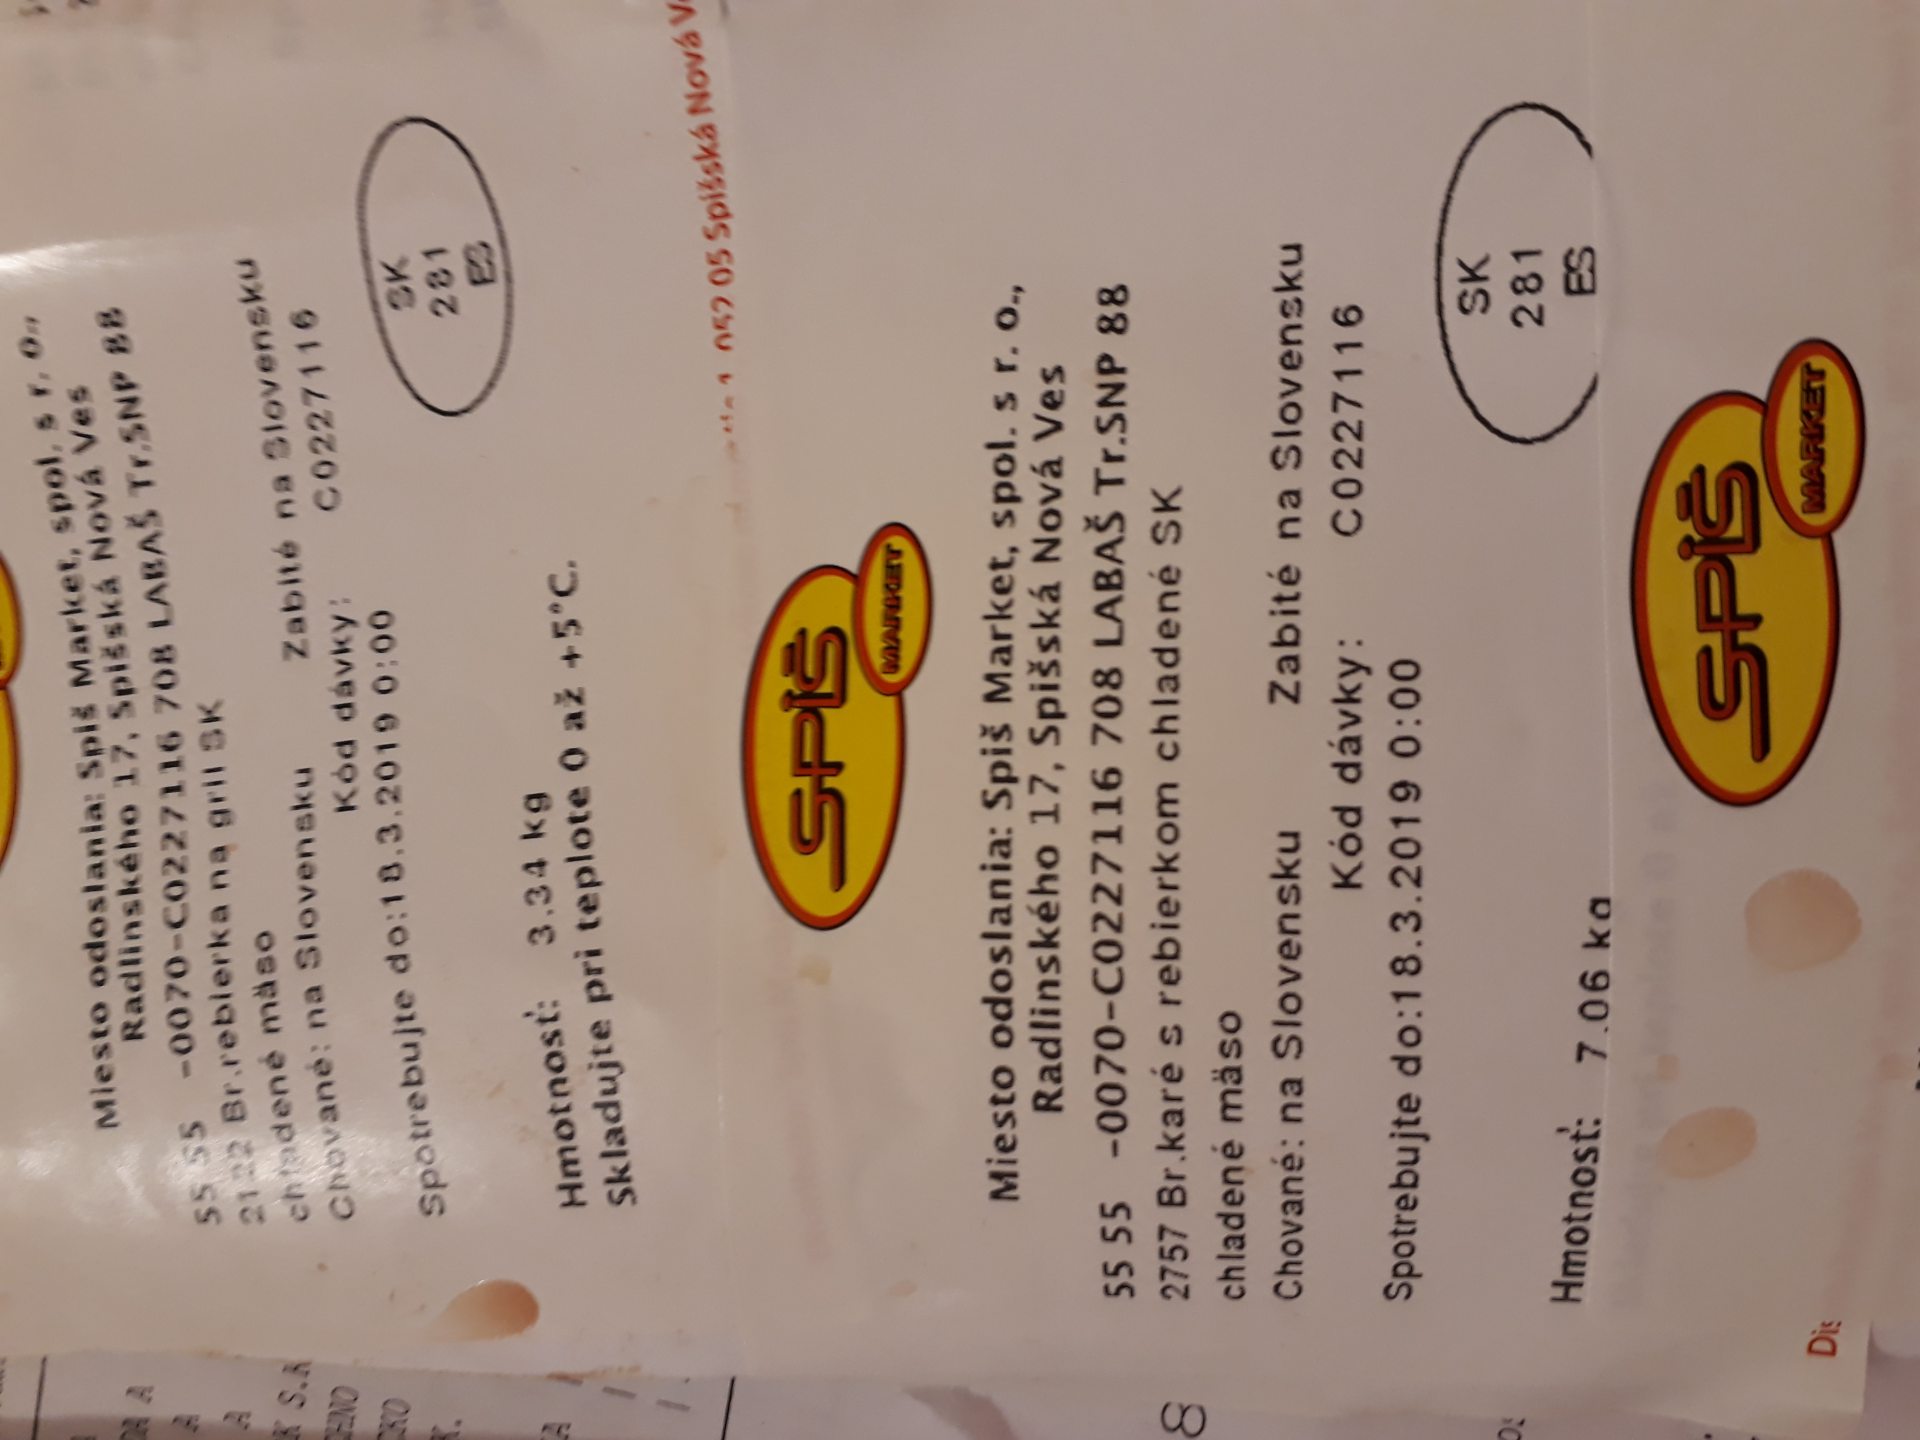 Miesto odoslania: Spiš Market, spol. s r. o.,
Radlinského 17, Spišská Nová Ves
55 55 -0070-C0227116 708 LABAŠ Tr.SNP 88
2122 Br.rebierka na gril SK
chladené mäso
Chované: na Slovensku Zabité na Slovensku
Kód dávky: C0227116
Spotrebujte do:18.3.2019 0:00
SK
281
ES
Hmotnosť: 3.34 kg
Skladujte pri teplote 0 až +5°C.
052 05 Spišská Nová V
SPIŠ
MARKET
Miesto odoslania: Spiš Market, spol. s r. o.,
Radlinského 17, Spišská Nová Ves
55 55 -0070-C0227116 708 LABAŠ Tr.SNP 88
2757 Br.karé s rebierkom chladené SK
chladené mäso
Chované: na Slovensku Zabité na Slovensku
Kód dávky: C0227116
Spotrebujte do:18.3.2019 0:00
SK
281
ES
Hmotnosť: 7.06 kg
SPIŠ
MARKET
8